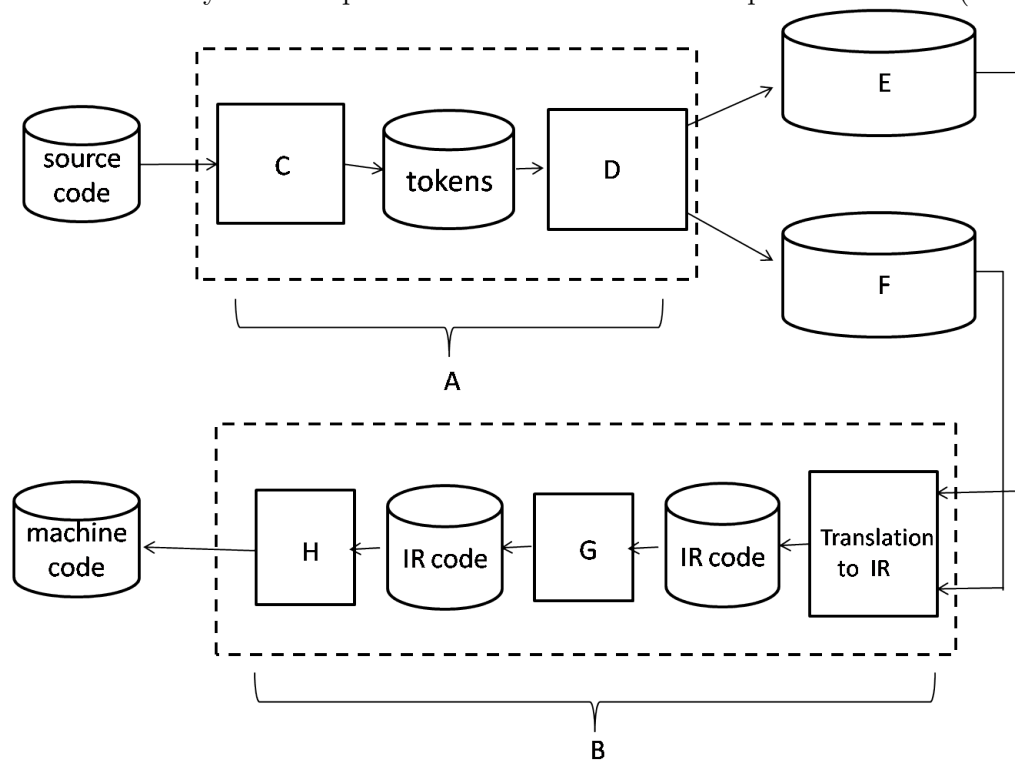 E
source
code
C
tokens
D
F
A
machine
code
H
IR code
G
IR code
Translation
to IR
B